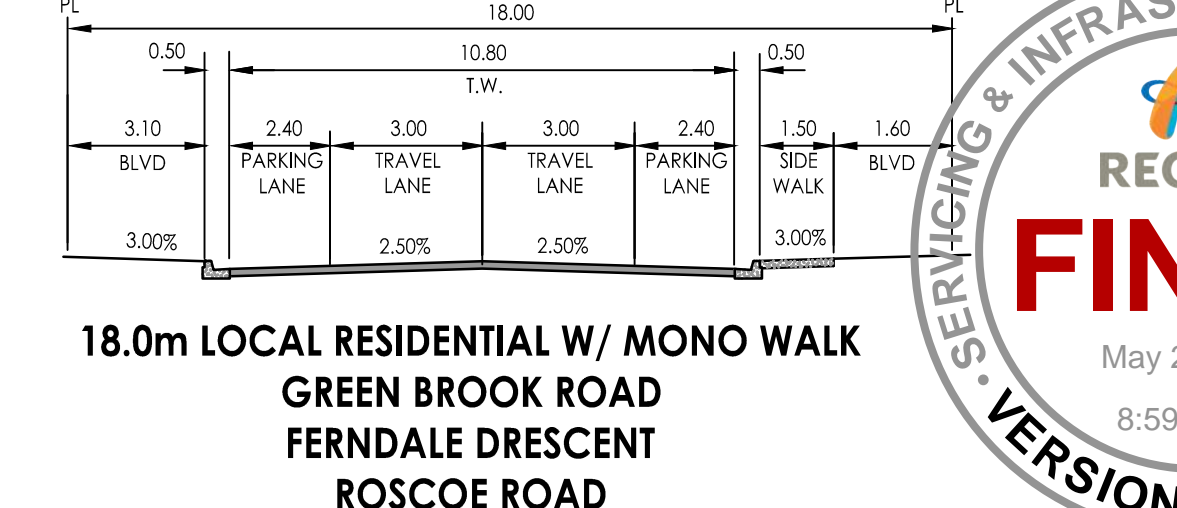 PL 18.00 PL
0.50 10.80 0.50
T.W.
3.10 2.40 3.00 3.00 2.40 1.50 1.60
BLVD PARKING TRAVEL TRAVEL PARKING SIDE BLVD
LANE LANE LANE LANE WALK
3.00% 2.50% 2.50% 3.00%
18.0m LOCAL RESIDENTIAL W/ MONO WALK
GREEN BROOK ROAD
FERNDALE DRESCENT
ROSCOE ROAD
SERVICING & INFRAS
REG
FIN
May 2
8:59
VERSION